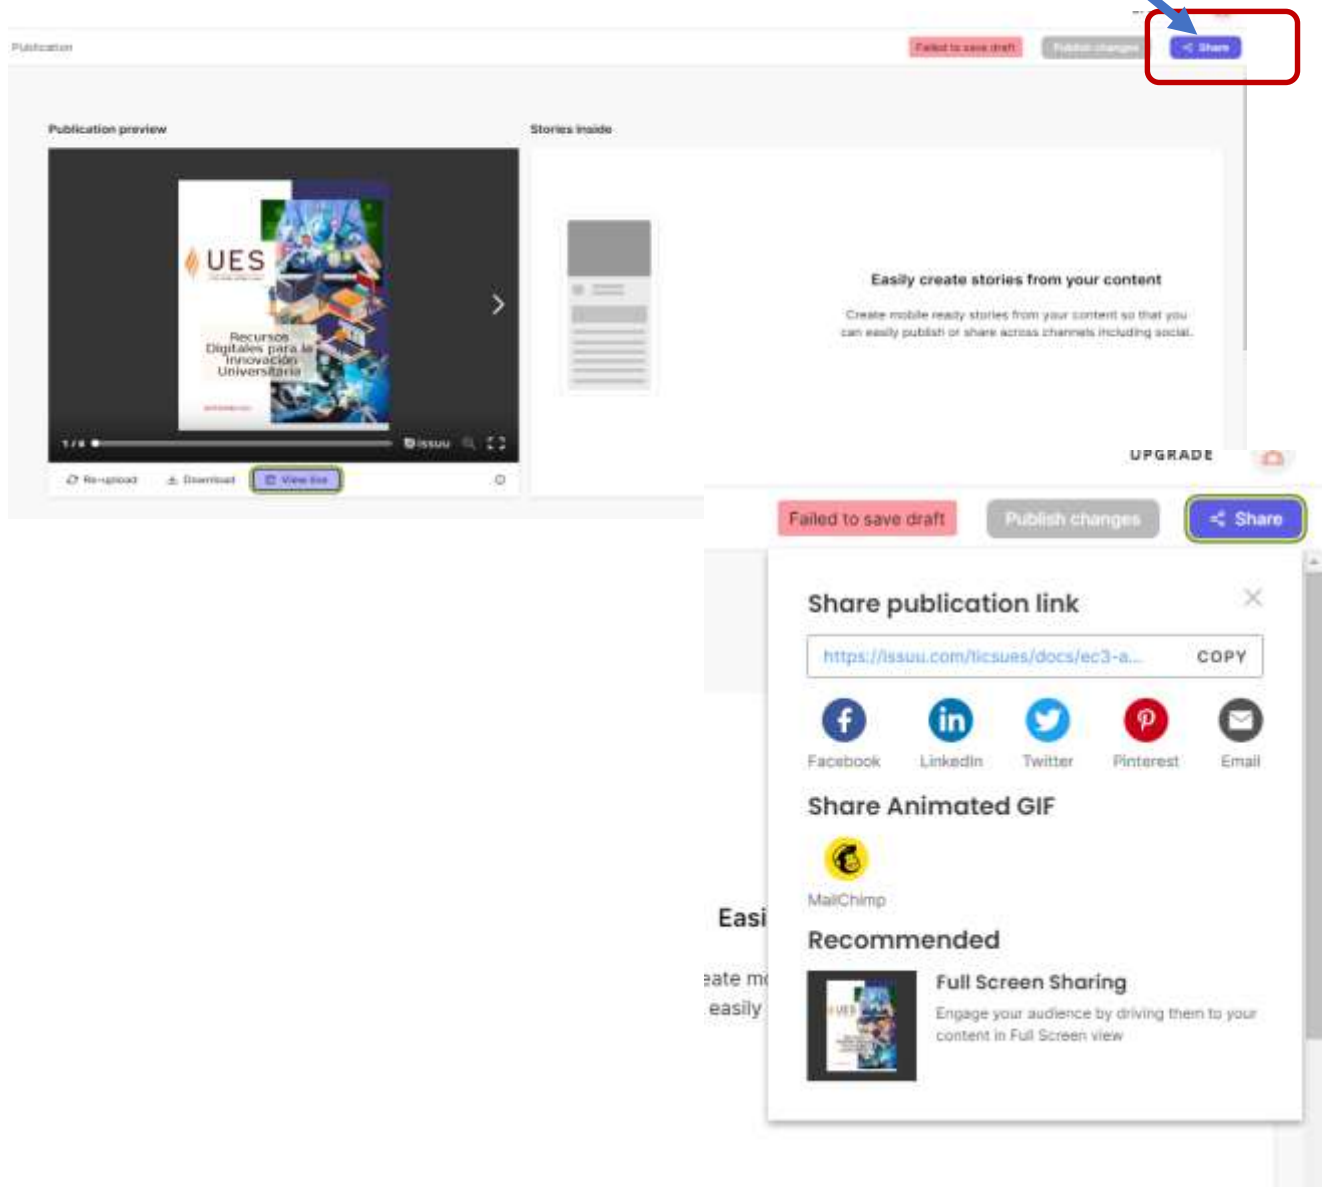 Publication
Failed to save draft
Publish changes
Share
Publication preview
Stories inside
UES
Recursos
Digitales para la
Innovación
Universitaria
Easily create stories from your content
Create mobile ready stories from your content so that you
can easily publish or share across channels including social.
issuu
Re-upload
Download
View live
UPGRADE
Failed to save draft
Publish changes
Share
Share publication link
https://issuu.com/ticsues/docs/ec3-a...
COPY
Facebook
LinkedIn
Twitter
Pinterest
Email
Share Animated GIF
MailChimp
Easi
eate mo
easily
Recommended
UES
Full Screen Sharing
Engage your audience by driving them to your
content in Full Screen view